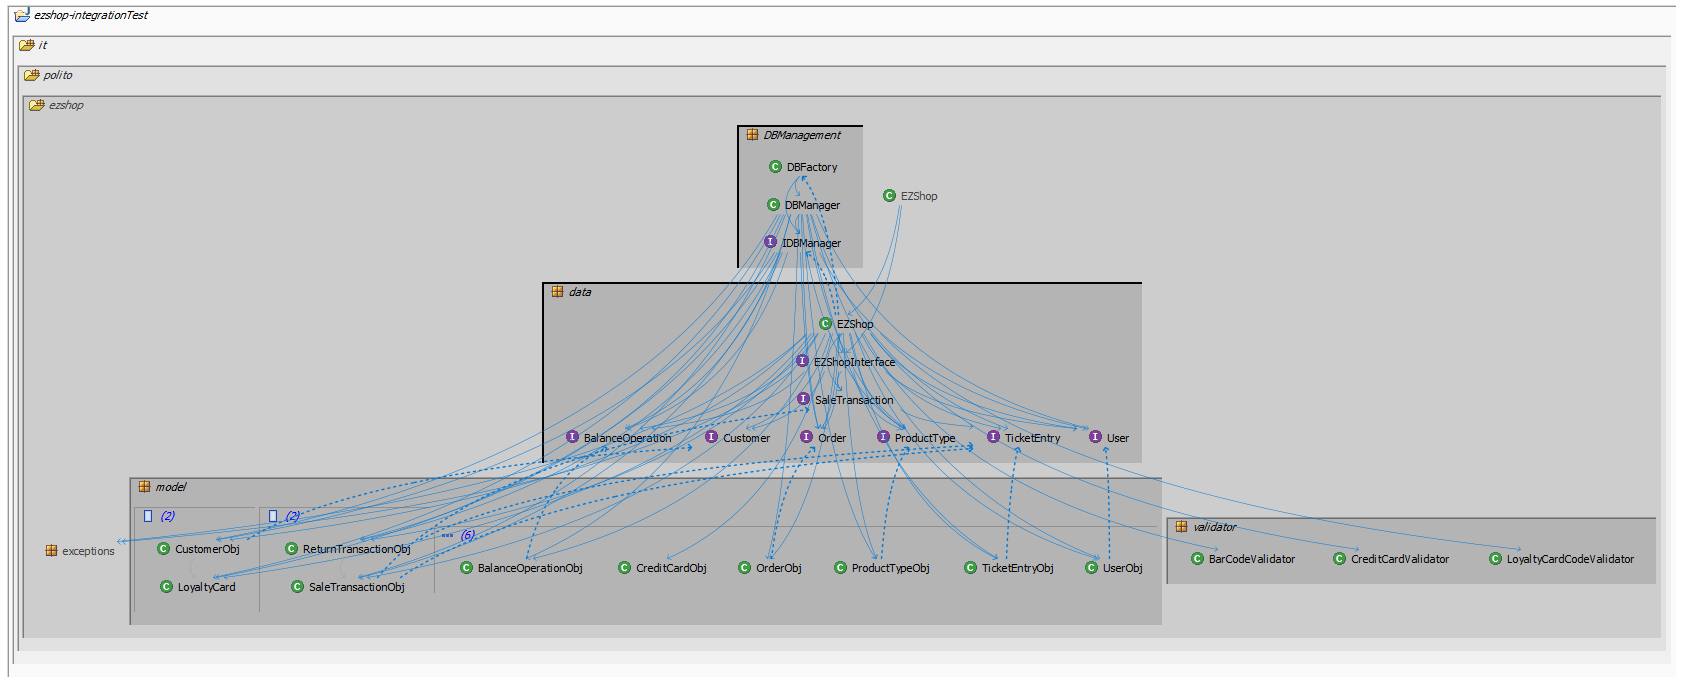 ezshop-integrationTest
it
polito
ezshop
DBManagement
DBFactory
EZShop
DBManager
IDBManager
data
EZShop
EZShopInterface
SaleTransaction
BalanceOperation Customer Order ProductType TicketEntry User
model
(2) (2)
validator
(6)
exceptions CustomerObj ReturnTransactionObj
BarCodeValidator CreditCardValidator LoyaltyCardCodeValidator
BalanceOperationObj CreditCardObj OrderObj ProductTypeObj TicketEntryObj UserObj
LoyaltyCard SaleTransactionObj